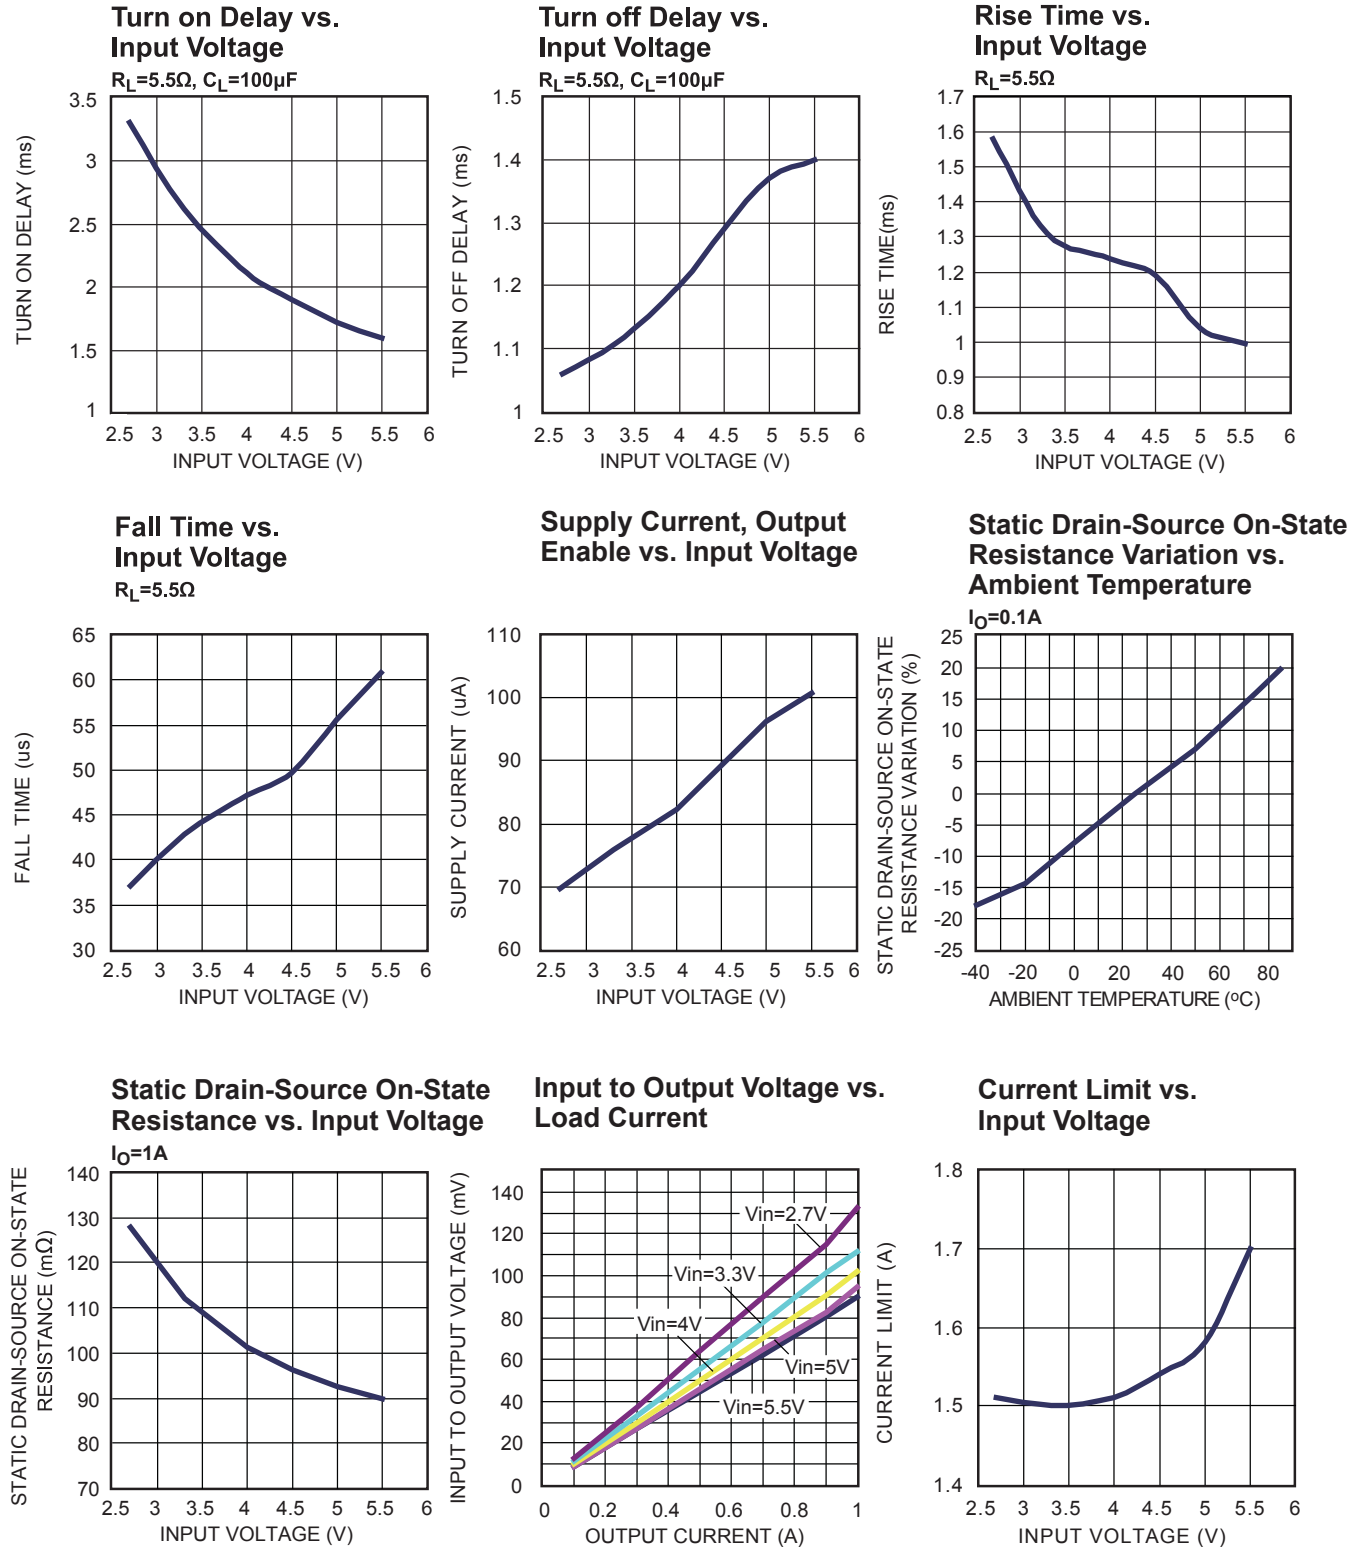 Turn on Delay vs.
Input Voltage
RL=5.5Ω, CL=100µF
3.5
3
2.5
2
1.5
1
TURN ON DELAY (ms)
2.5 3 3.5 4 4.5 5 5.5 6
INPUT VOLTAGE (V)
Turn off Delay vs.
Input Voltage
RL=5.5Ω, CL=100µF
1.5
1.4
1.3
1.2
1.1
1
TURN OFF DELAY (ms)
2.5 3 3.5 4 4.5 5 5.5 6
INPUT VOLTAGE (V)
Rise Time vs.
Input Voltage
RL=5.5Ω
1.7
1.6
1.5
1.4
1.3
1.2
1.1
1
0.9
0.8
RISE TIME(ms)
2.5 3 3.5 4 4.5 5 5.5 6
INPUT VOLTAGE (V)
Fall Time vs.
Input Voltage
RL=5.5Ω
65
60
55
50
45
40
35
30
FALL TIME (us)
2.5 3 3.5 4 4.5 5 5.5 6
INPUT VOLTAGE (V)
Supply Current, Output
Enable vs. Input Voltage
110
100
90
80
70
60
SUPPLY CURRENT (uA)
2.5 3 3.5 4 4.5 5 5.5 6
INPUT VOLTAGE (V)
Static Drain-Source On-State
Resistance Variation vs.
Ambient Temperature
IO=0.1A
25
20
15
10
5
0
-5
-10
-15
-20
-25
STATIC DRAIN-SOURCE ON-STATE
RESISTANCE VARIATION (%)
-40 -20 0 20 40 60 80
AMBIENT TEMPERATURE (oC)
Static Drain-Source On-State
Resistance vs. Input Voltage
IO=1A
140
130
120
110
100
90
80
70
STATIC DRAIN-SOURCE ON-STATE
RESISTANCE (mΩ)
2.5 3 3.5 4 4.5 5 5.5 6
INPUT VOLTAGE (V)
Input to Output Voltage vs.
Load Current
140
120
100
80
60
40
20
0
INPUT TO OUTPUT VOLTAGE (mV)
Vin=2.7V
Vin=3.3V
Vin=4V
Vin=5V
Vin=5.5V
0 0.2 0.4 0.6 0.8 1
OUTPUT CURRENT (A)
Current Limit vs.
Input Voltage
1.8
1.7
1.6
1.5
1.4
CURRENT LIMIT (A)
2.5 3 3.5 4 4.5 5 5.5 6
INPUT VOLTAGE (V)